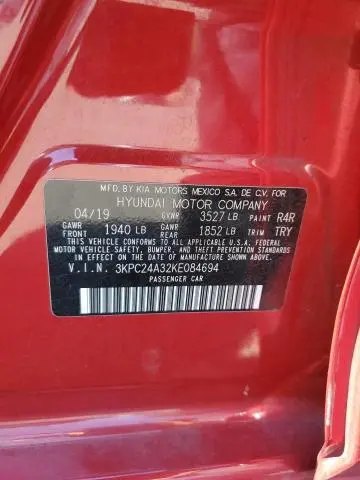 MFD. BY KIA MOTORS MEXICO S.A. DE C.V. FOR
HYUNDAI MOTOR COMPANY
04/19 GVWR 3527 LB PAINT R4R
GAWR FRONT 1940 LB GAWR REAR 1852 LB TRIM TRY
THIS VEHICLE CONFORMS TO ALL APPLICABLE U.S. FEDERAL
MOTOR VEHICLE SAFETY, BUMPER, AND THEFT PREVENTION STANDARDS
IN EFFECT ON THE DATE OF MANUFACTURE SHOWN ABOVE.
V.I.N. 3KPC24A32KE084694
PASSENGER CAR